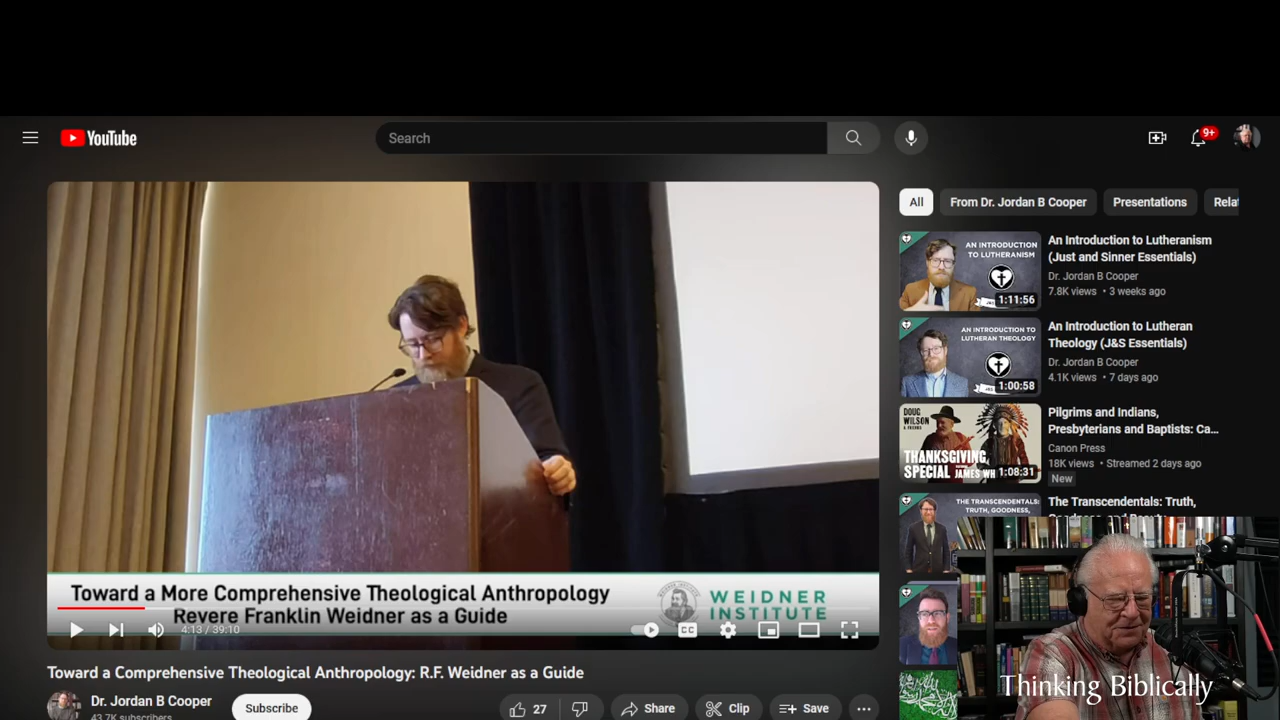 YouTube
Search
9+
All
From Dr. Jordan B Cooper
Presentations
AN INTRODUCTION
TO LUTHERANISM
1:11:56
An Introduction to Lutheranism
(Just and Sinner Essentials)
Dr. Jordan B Cooper
7.8K views • 3 weeks ago
AN INTRODUCTION TO
LUTHERAN THEOLOGY
1:00:58
An Introduction to Lutheran
Theology (J&S Essentials)
Dr. Jordan B Cooper
4.1K views • 7 days ago
DOUG
WILSON
& FRIENDS
THANKSGIVING
SPECIAL
JAMES WH
1:08:31
Pilgrims and Indians,
Presbyterians and Baptists: Ca...
Canon Press
18K views • Streamed 2 days ago
New
THE TRANSCENDENTALS:
TRUTH, GOODNESS,
The Transcendentals: Truth,
Toward a More Comprehensive Theological Anthropology
Revere Franklin Weidner as a Guide
WEIDNER
INSTITUTE
4:13 / 39:10
CC
Toward a Comprehensive Theological Anthropology: R.F. Weidner as a Guide
Dr. Jordan B Cooper
43.7K subscribers
Subscribe
27
Share
Clip
Save
Thinking Biblically